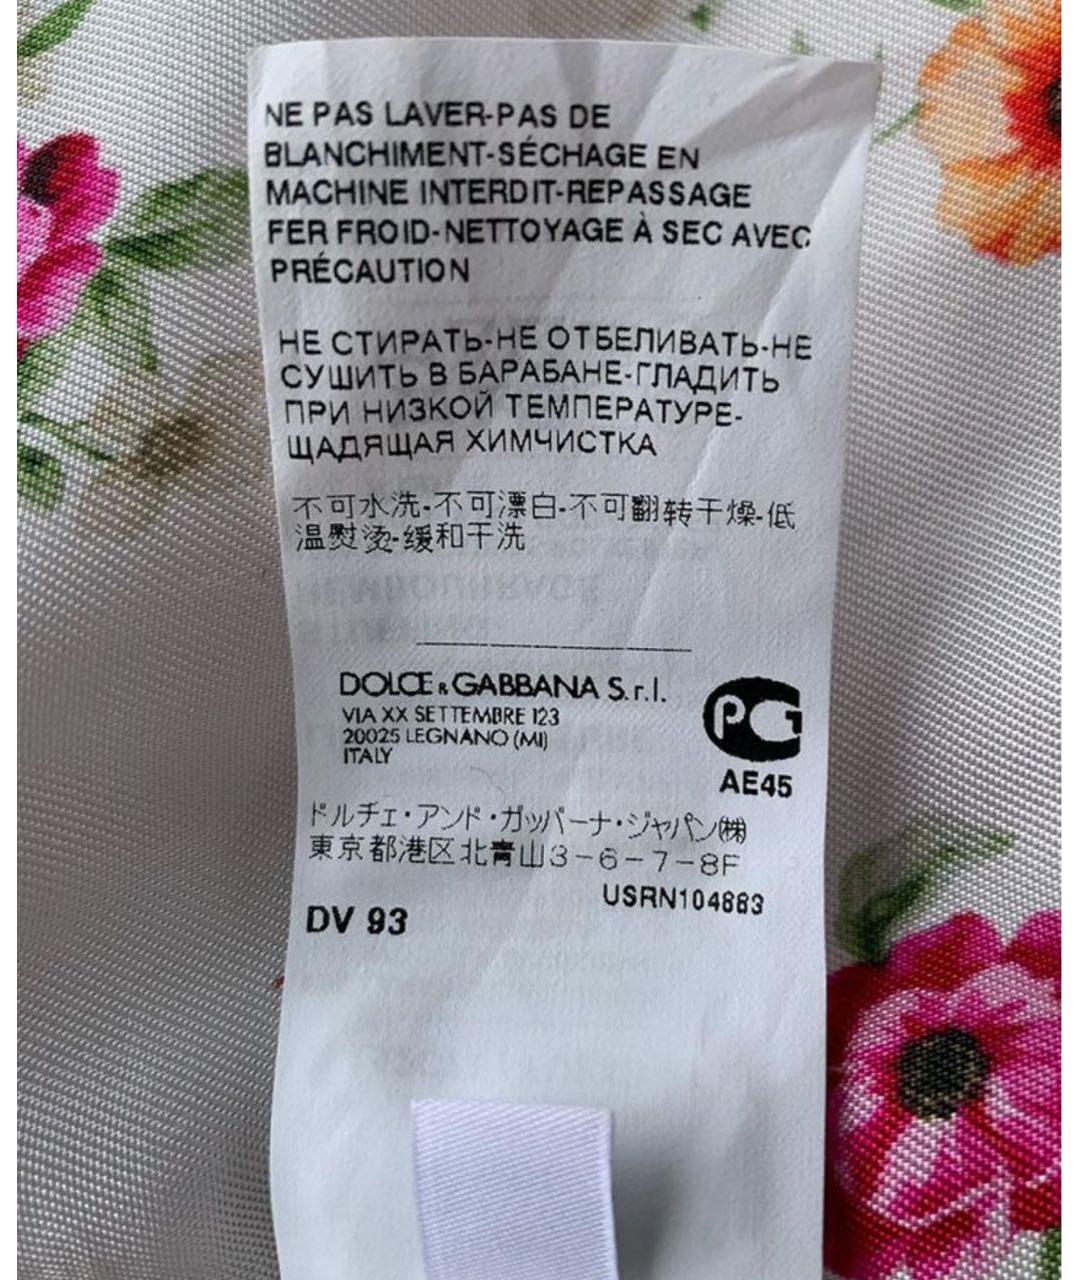 NE PAS LAVER-PAS DE
BLANCHIMENT-SÉCHAGE EN
MACHINE INTERDIT-REPASSAGE
FER FROID-NETTOYAGE À SEC AVEC
PRÉCAUTION
НЕ СТИРАТЬ-НЕ ОТБЕЛИВАТЬ-НЕ
СУШИТЬ В БАРАБАНЕ-ГЛАДИТЬ
ПРИ НИЗКОЙ ТЕМПЕРАТУРЕ-
ЩАДЯЩАЯ ХИМЧИСТКА
不可水洗-不可漂白-不可翻转干燥-低
温熨烫-缓和干洗
DOLCE & GABBANA S.r.l.
VIA XX SETTEMBRE 123
20025 LEGNANO (MI)
ITALY
PG
AE45
ドルチェ・アンド・ガッバーナ・ジャパン㈱
東京都港区北青山3-6-7-8F
USRN104883
DV 93